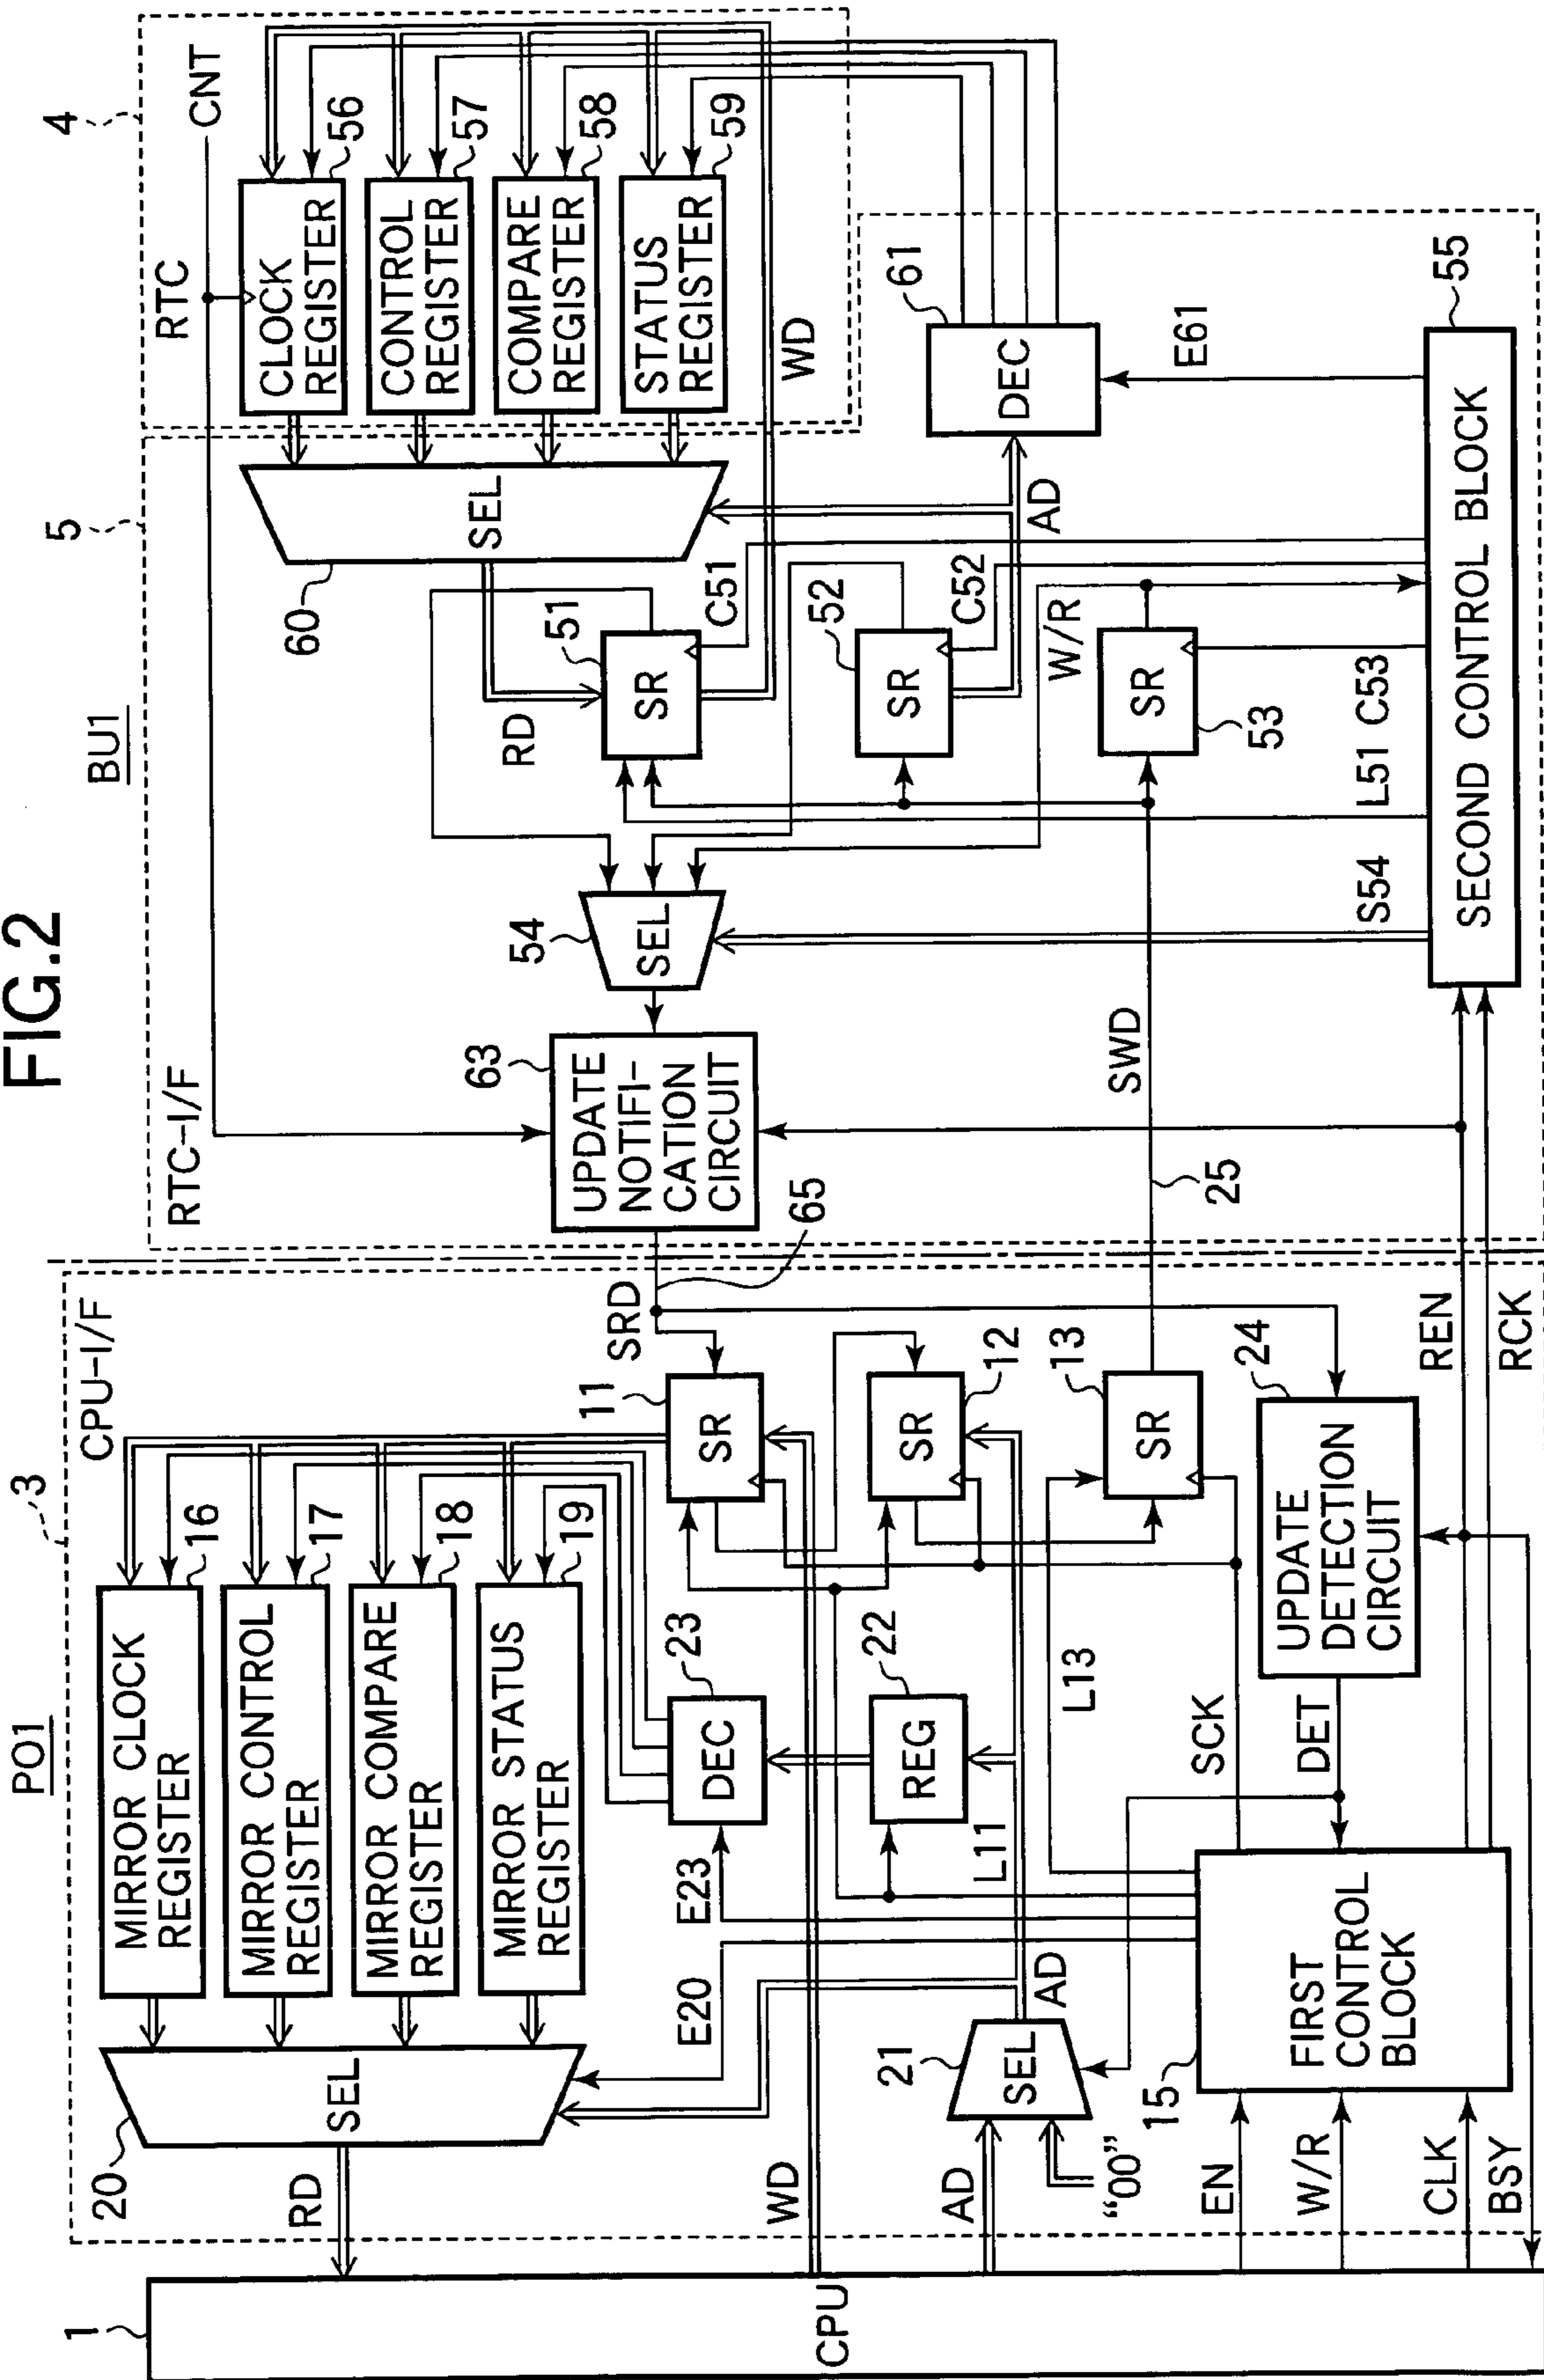 FIG.2
PO1
BU1
3
CPU-I/F
RTC-I/F
5
4
RTC
CNT
1
CPU
20
SEL
RD
MIRROR CLOCK
REGISTER
16
MIRROR CONTROL
REGISTER
17
MIRROR COMPARE
REGISTER
18
MIRROR STATUS
REGISTER
19
E20
E23
DEC
23
REG
22
L11
L13
11
SR
SR
12
13
SR
SRD
65
WD
AD
"00"
21
SEL
AD
SCK
DET
UPDATE
DETECTION
CIRCUIT
24
15
FIRST
CONTROL
BLOCK
EN
W/R
CLK
BSY
REN
RCK
25
SWD
63
UPDATE
NOTIFI-
CATION
CIRCUIT
54
SEL
S54
L51
C53
RD
51
SR
C51
52
SR
C52
W/R
SR
53
AD
60
SEL
CLOCK
REGISTER
56
CONTROL
REGISTER
57
COMPARE
REGISTER
58
STATUS
REGISTER
59
WD
61
DEC
E61
SECOND CONTROL BLOCK
55